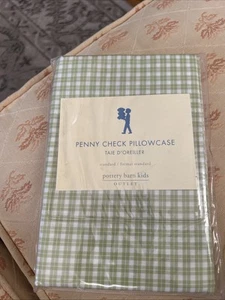 PENNY CHECK PILLOWCASE
TAIE D'OREILLER
pottery barn kids
OUTLET